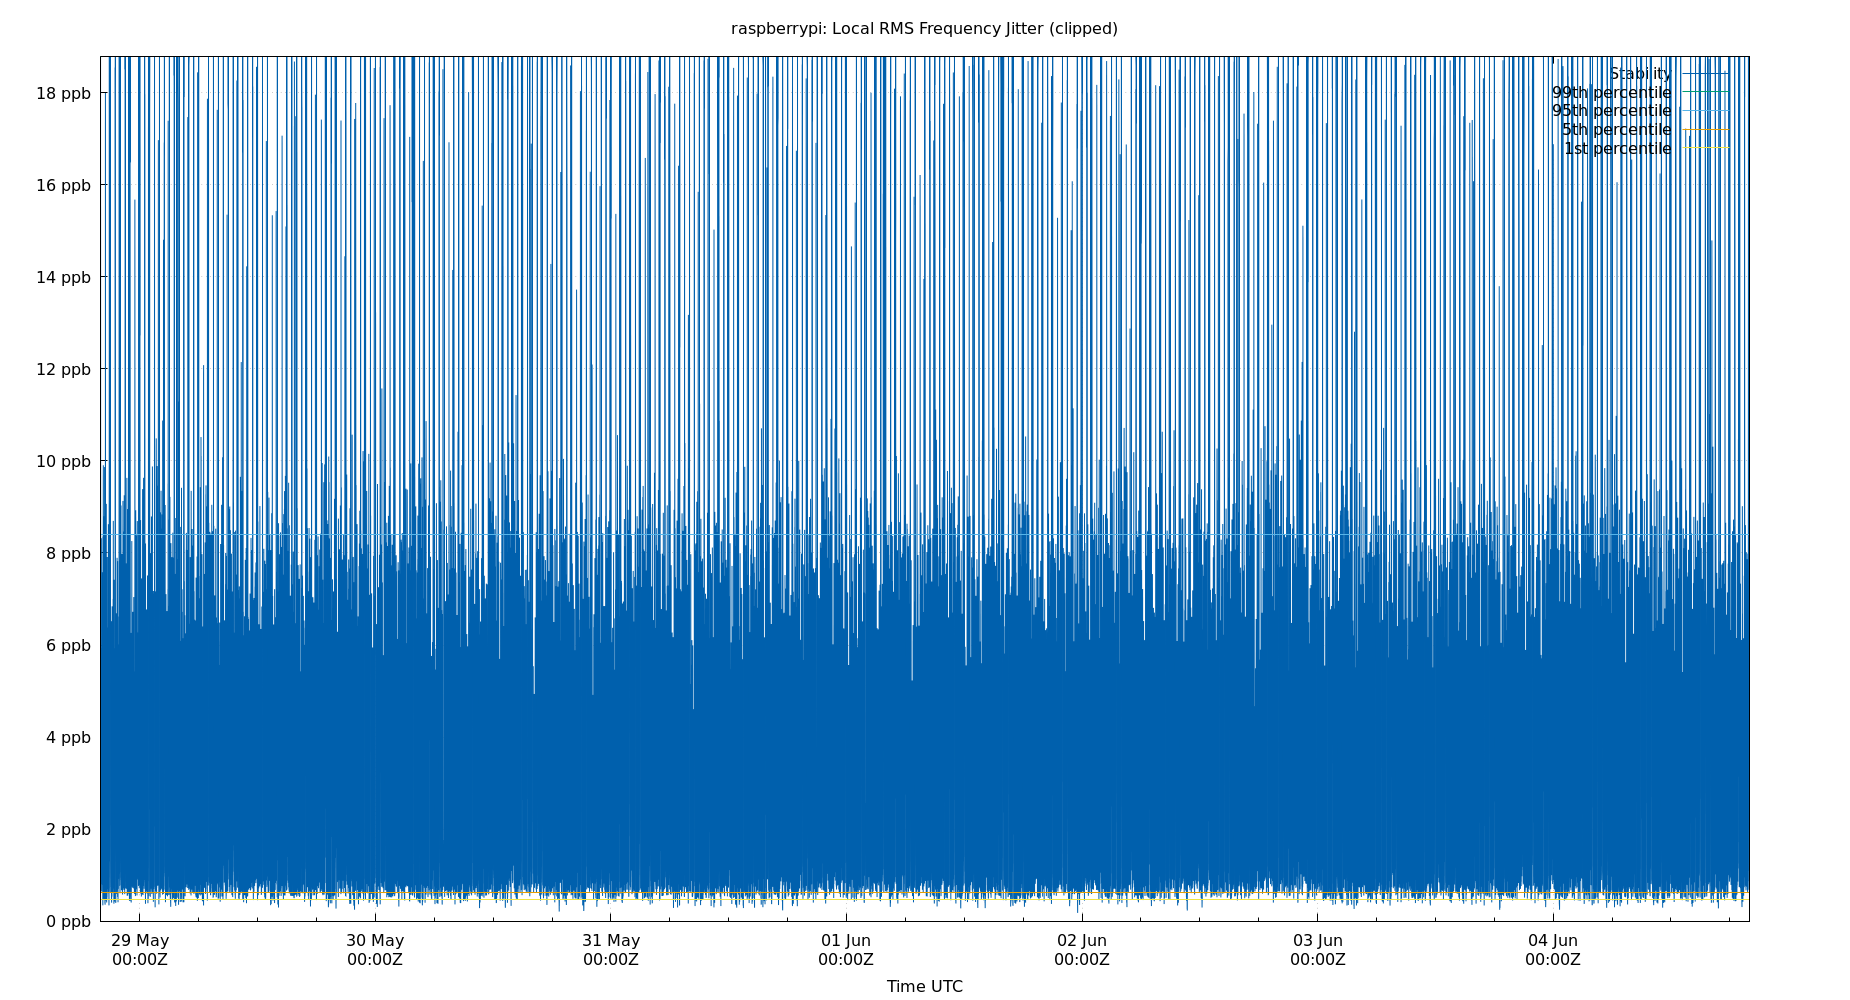 raspberrypi: Local RMS Frequency Jitter (clipped)
Stability
99th percentile
95th percentile
5th percentile
1st percentile
18 ppb
16 ppb
14 ppb
12 ppb
10 ppb
8 ppb
6 ppb
4 ppb
2 ppb
0 ppb
29 May 30 May 31 May 01 Jun 02 Jun 03 Jun 04 Jun
00:00Z 00:00Z 00:00Z 00:00Z 00:00Z 00:00Z 00:00Z
Time UTC